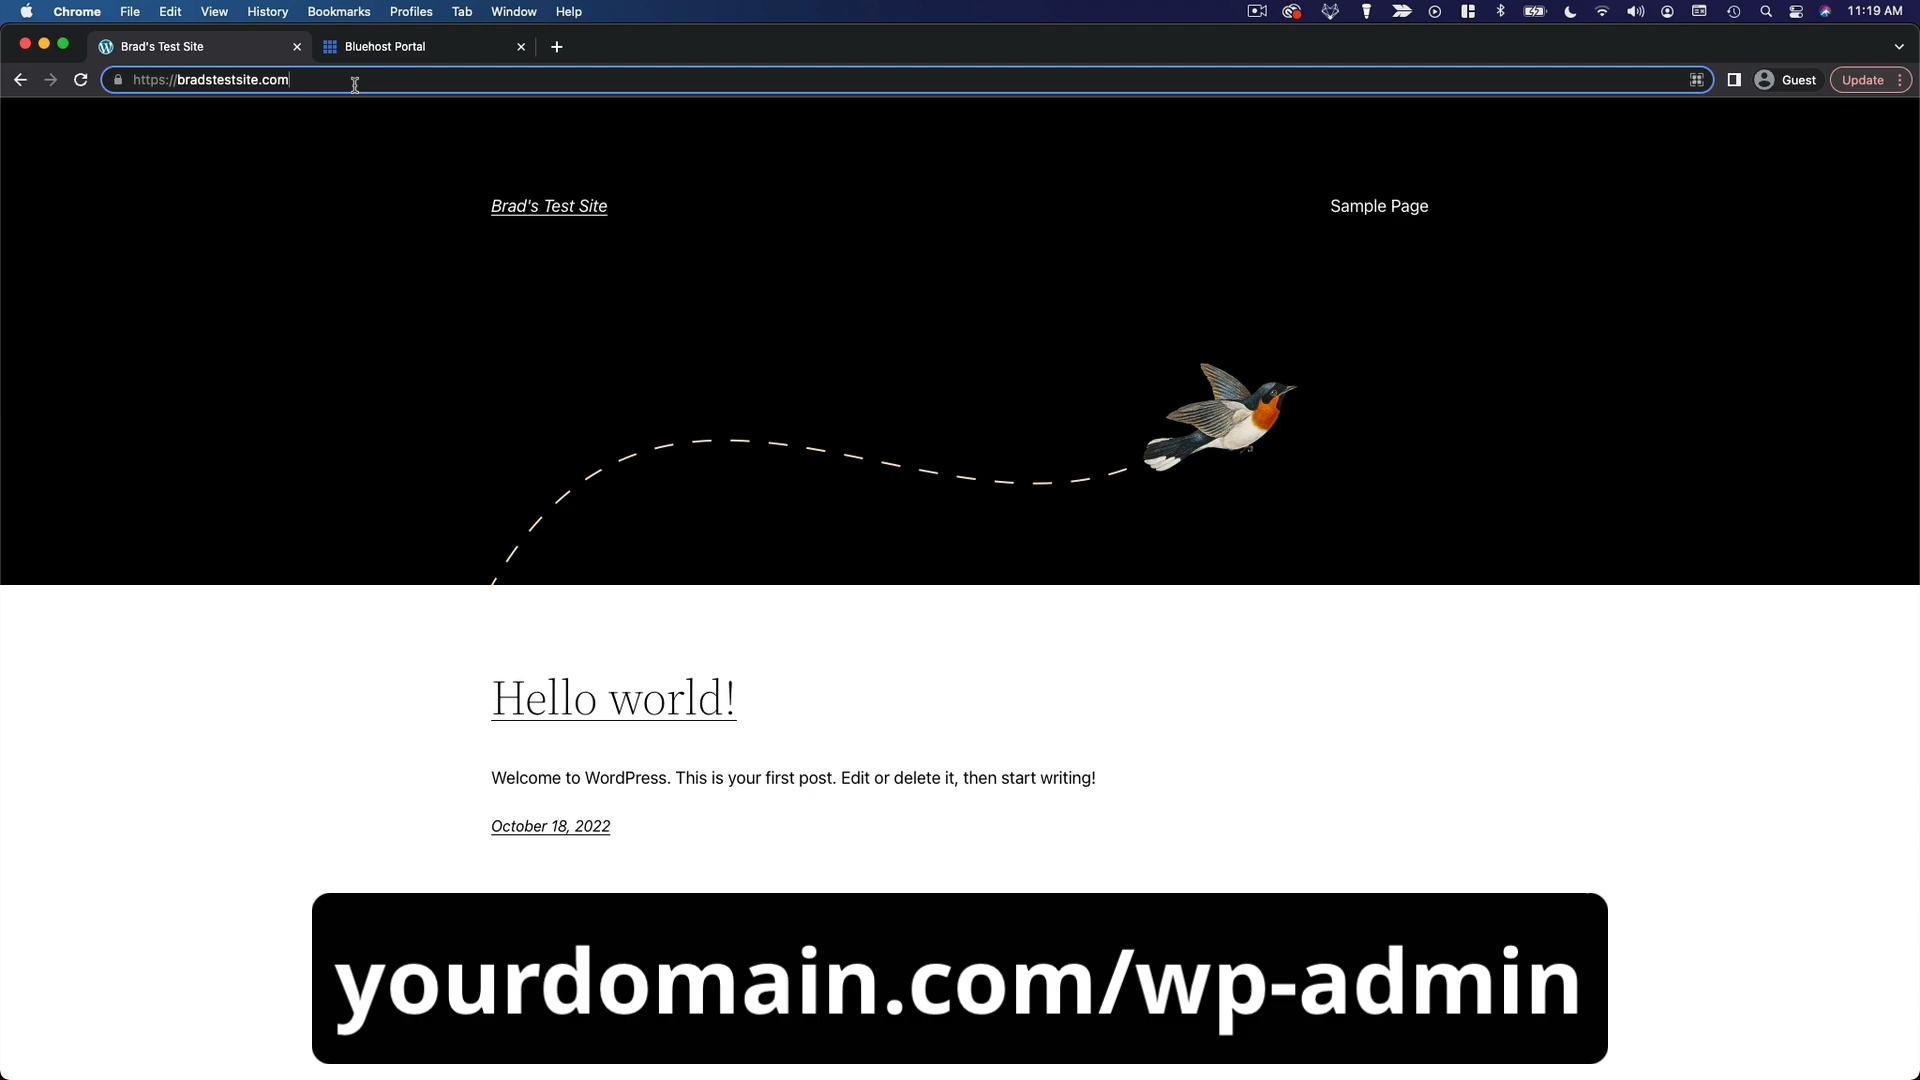 Chrome File Edit View History Bookmarks Profiles Tab Window Help 11:19 AM
Brad's Test Site Bluehost Portal
https://bradstestsite.com Guest Update
Brad's Test Site Sample Page
Hello world!
Welcome to WordPress. This is your first post. Edit or delete it, then start writing!
October 18, 2022
yourdomain.com/wp-admin